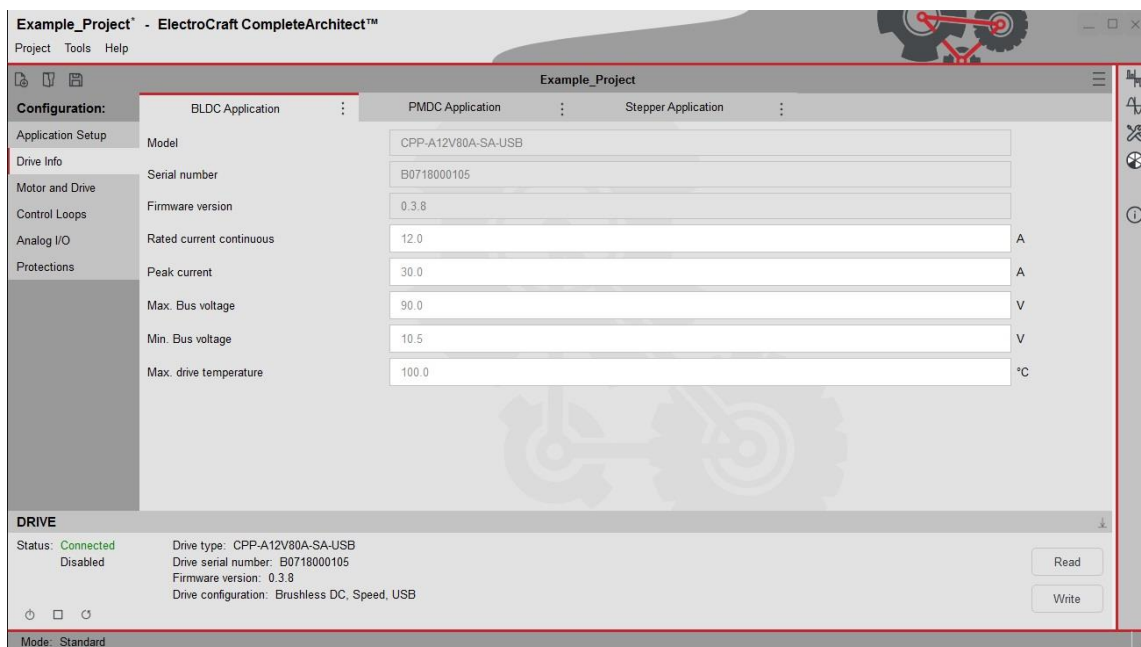 Example_Project* - ElectroCraft CompleteArchitect™
Project Tools Help
Example_Project
Configuration:
BLDC Application
PMDC Application
Stepper Application
Application Setup
Drive Info
Motor and Drive
Control Loops
Analog I/O
Protections
Model CPP-A12V80A-SA-USB
Serial number B0718000105
Firmware version 0.3.8
Rated current continuous 12.0 A
Peak current 30.0 A
Max. Bus voltage 90.0 V
Min. Bus voltage 10.5 V
Max. drive temperature 100.0 °C
DRIVE
Status: Connected
Disabled
Drive type: CPP-A12V80A-SA-USB
Drive serial number: B0718000105
Firmware version: 0.3.8
Drive configuration: Brushless DC, Speed, USB
Read
Write
Mode: Standard